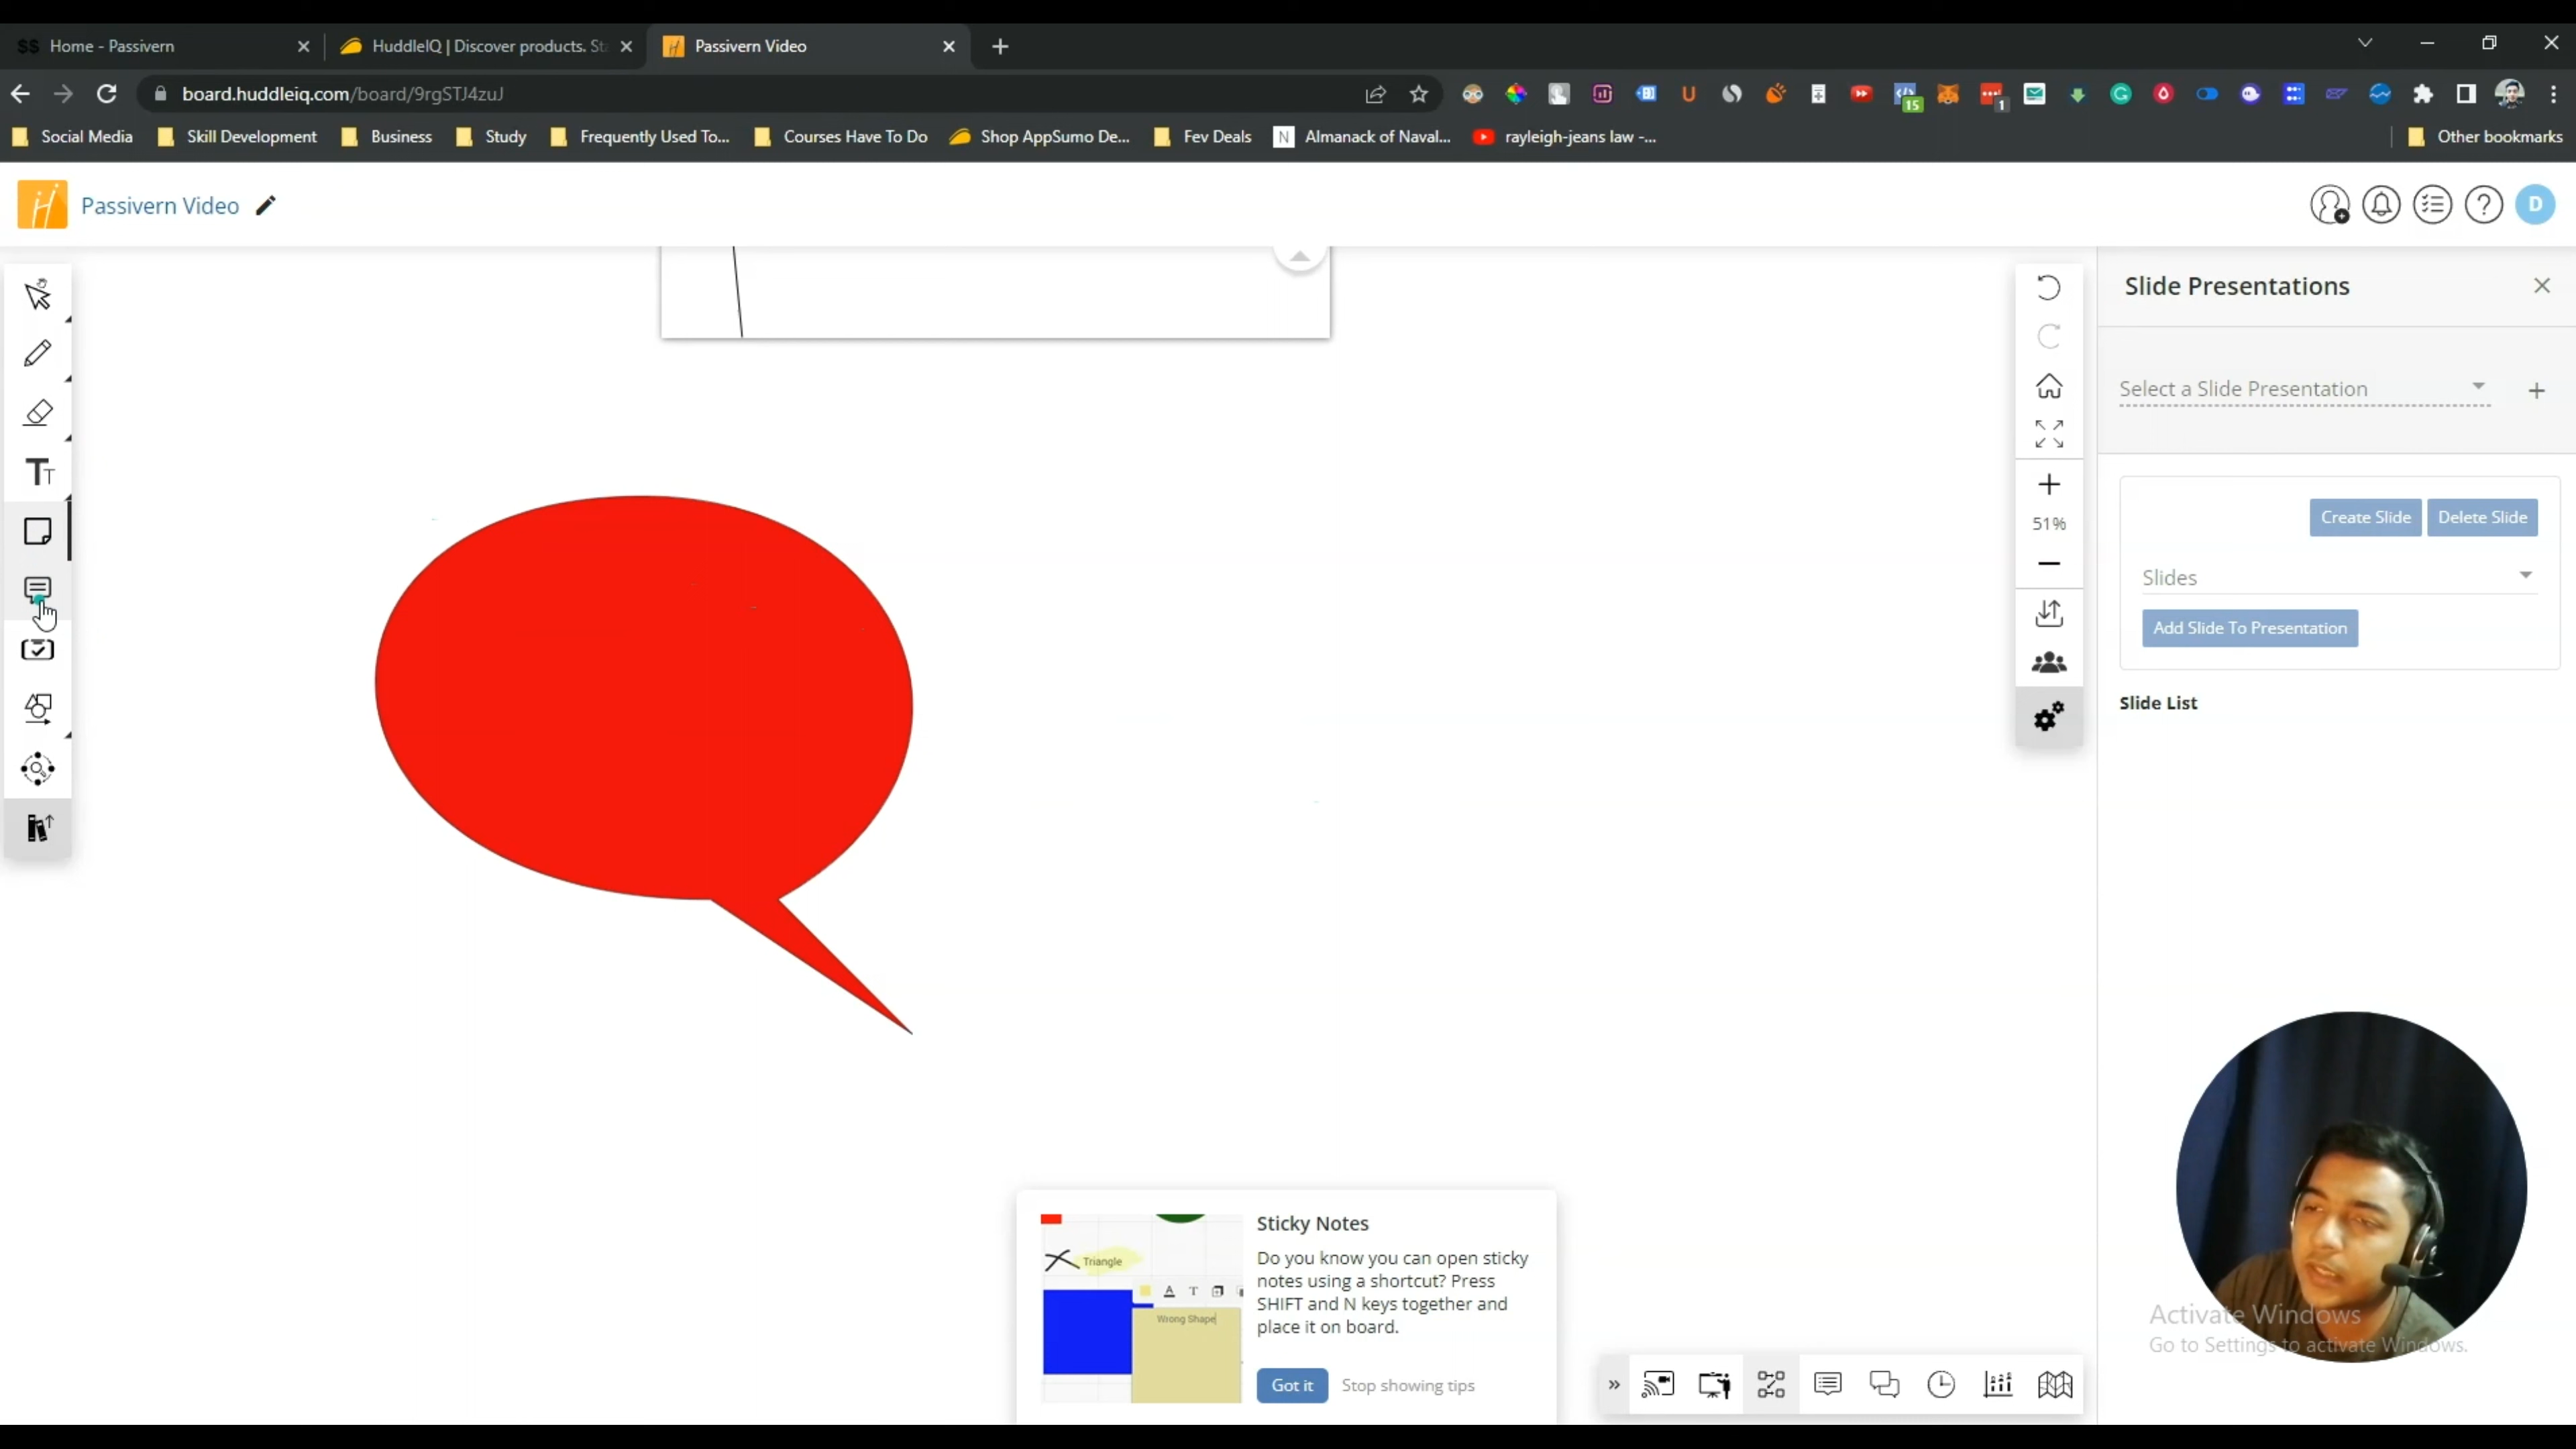 $$ Home - Passivern
HuddleIQ | Discover products. St
Passivern Video
board.huddleiq.com/board/9rgSTJ4zuJ
15
1
Social Media
Skill Development
Business
Study
Frequently Used To...
Courses Have To Do
Shop AppSumo De...
Fev Deals
N Almanack of Naval...
rayleigh-jeans law -...
Other bookmarks
Passivern Video
D
Slide Presentations
Select a Slide Presentation
Create Slide
Delete Slide
Slides
Add Slide To Presentation
Slide List
51%
Triangle
Wrong Shape
Sticky Notes
Do you know you can open sticky
notes using a shortcut? Press
SHIFT and N keys together and
place it on board.
Got it
Stop showing tips
Activate Windows
Go to Settings to activate Windows.